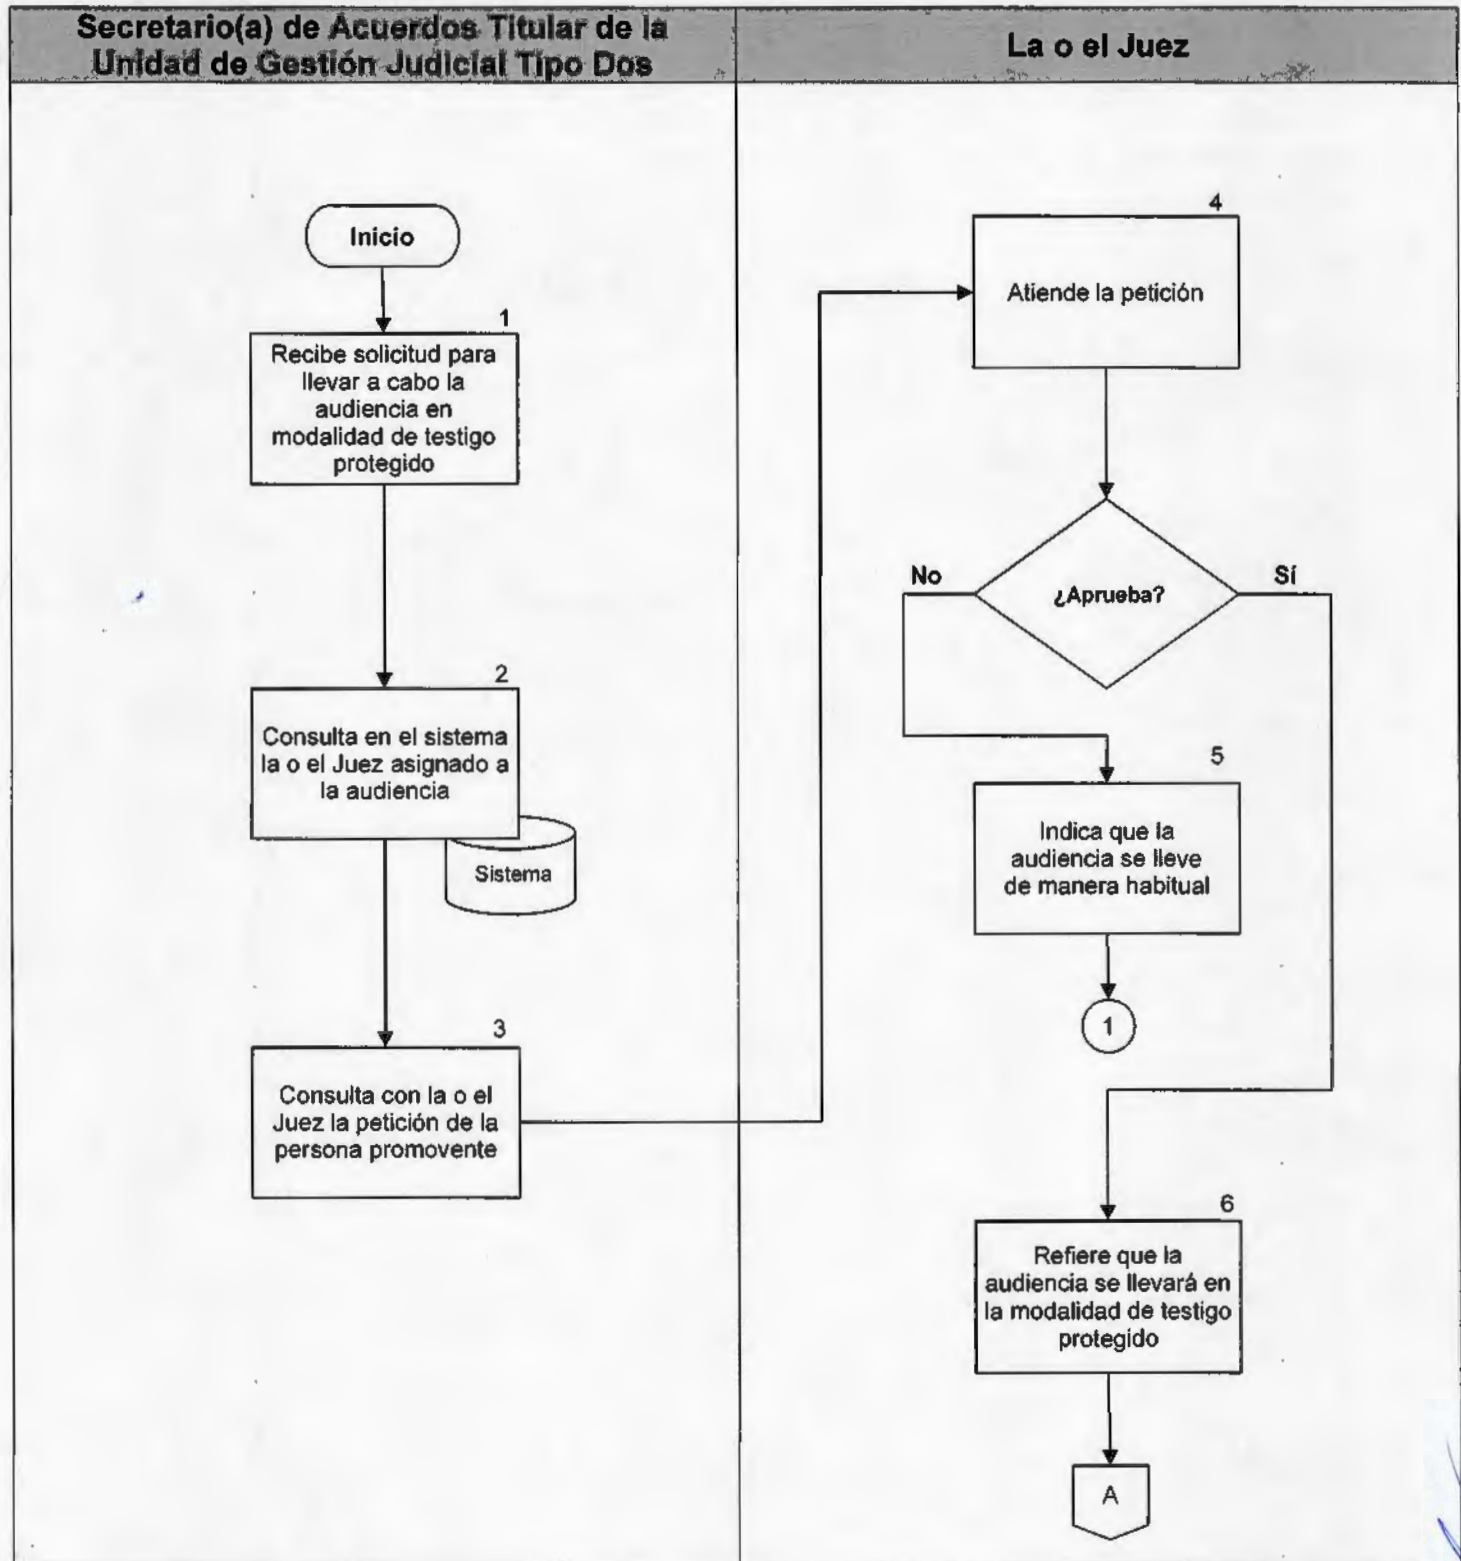 Secretario(a) de Acuerdos Titular de la
Unidad de Gestión Judicial Tipo Dos
La o el Juez
Inicio
1
Recibe solicitud para
llevar a cabo la
audiencia en
modalidad de testigo
protegido
2
Consulta en el sistema
la o el Juez asignado a
la audiencia
Sistema
3
Consulta con la o el
Juez la petición de la
persona promovente
4
Atiende la petición
No
¿Aprueba?
Sí
5
Indica que la
audiencia se lleve
de manera habitual
1
6
Refiere que la
audiencia se llevará en
la modalidad de testigo
protegido
A